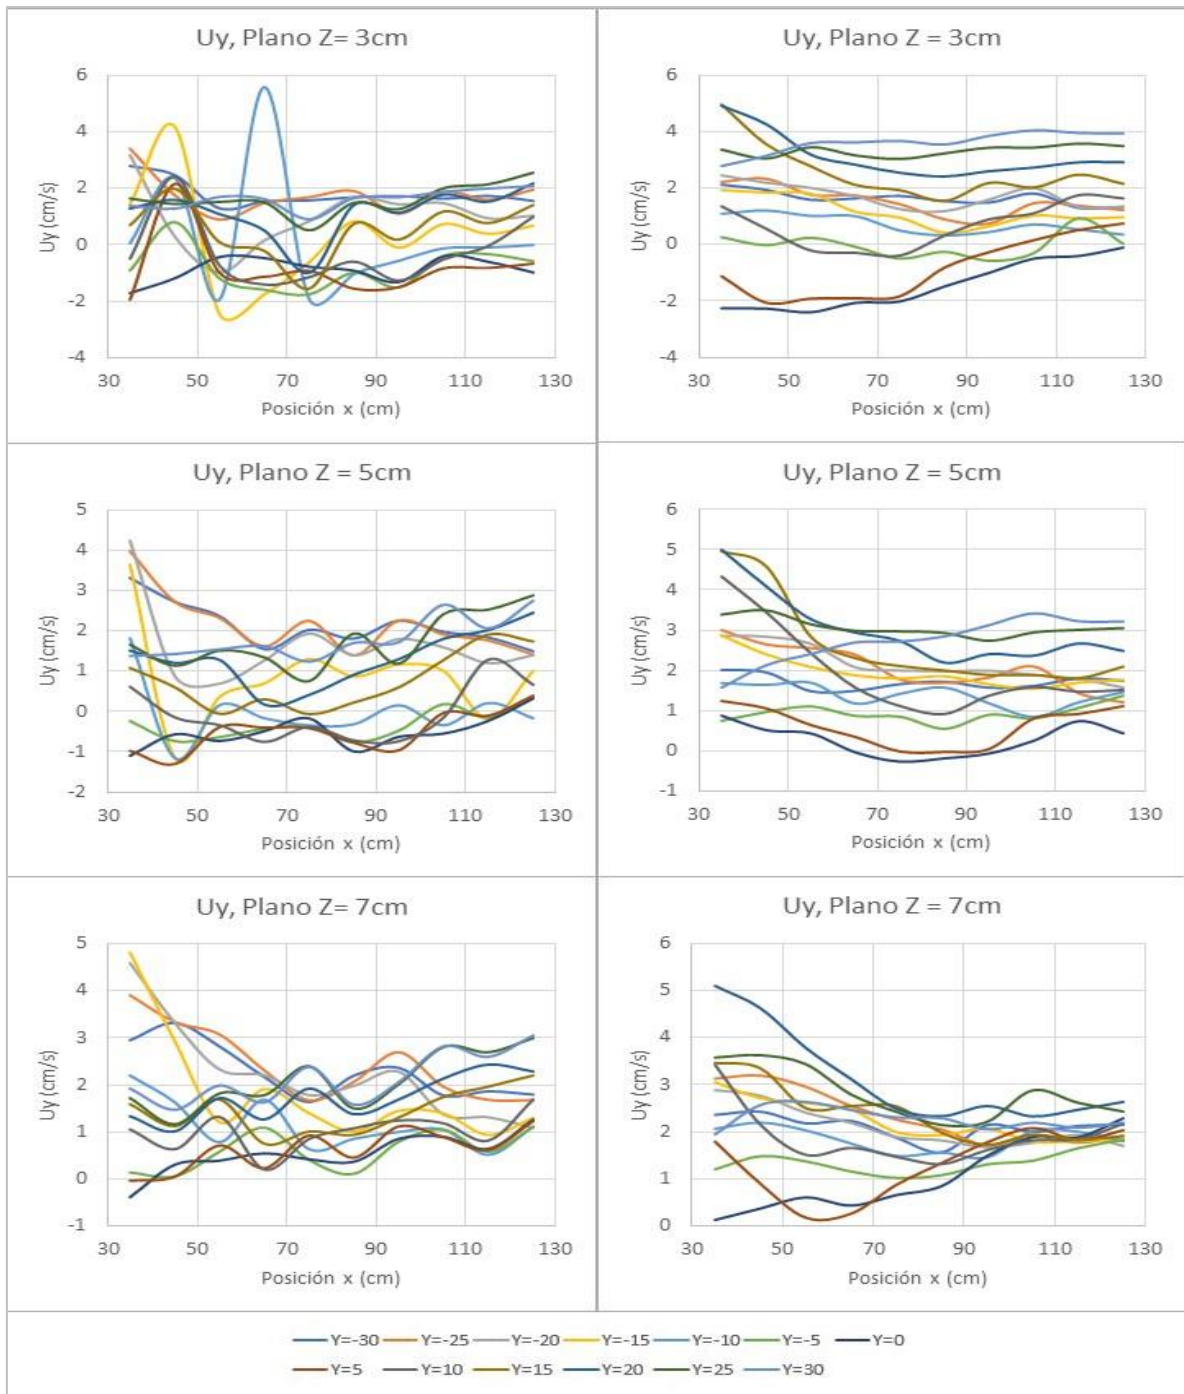 Uy, Plano Z= 3cm
6
4
2
0
-2
-4
Uy (cm/s)
30 50 70 90 110 130
Posición x (cm)
Uy, Plano Z = 3cm
6
5
4
3
2
1
0
-1
-2
-3
-4
Uy (cm/s)
30 50 70 90 110 130
Posición x (cm)
Uy, Plano Z = 5cm
5
4
3
2
1
0
-1
-2
Uy (cm/s)
30 50 70 90 110 130
Posición x (cm)
Uy, Plano Z = 5cm
6
5
4
3
2
1
0
-1
Uy (cm/s)
30 50 70 90 110 130
Posición x (cm)
Uy, Plano Z= 7cm
5
4
3
2
1
0
-1
Uy (cm/s)
30 50 70 90 110 130
Posición x (cm)
Uy, Plano Z = 7cm
6
5
4
3
2
1
0
Uy (cm/s)
30 50 70 90 110 130
Posición x (cm)
Y=-30 Y=-25 Y=-20 Y=-15 Y=-10 Y=-5 Y=0
Y=5 Y=10 Y=15 Y=20 Y=25 Y=30